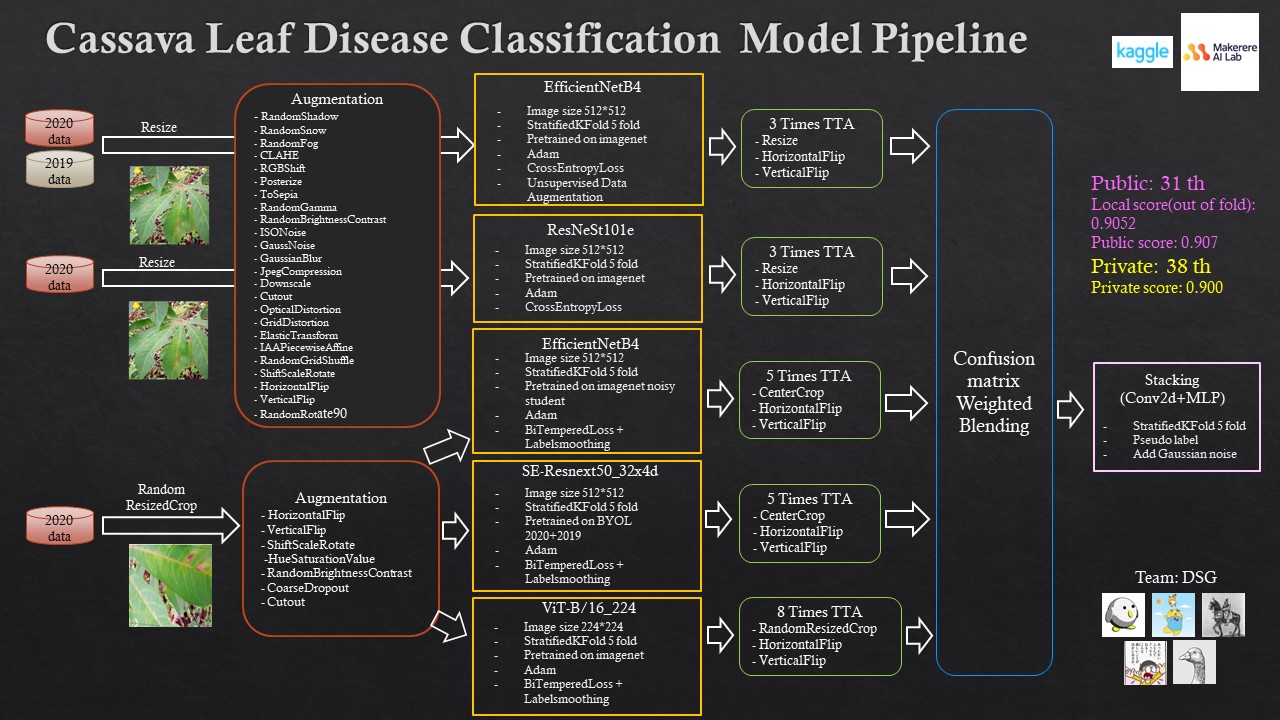 Cassava Leaf Disease Classification Model Pipeline
kaggle
Makerere
AI Lab
2020
data
2019
data
Resize
2020
data
Resize
2020
data
Random
ResizedCrop
Augmentation
- RandomShadow
- RandomSnow
- RandomFog
- CLAHE
- RGBShift
- Posterize
- ToSepia
- RandomGamma
- RandomBrightnessContrast
- ISONoise
- GaussNoise
- GaussianBlur
- JpegCompression
- Downscale
- Cutout
- OpticalDistortion
- GridDistortion
- ElasticTransform
- IAAPiecewiseAffine
- RandomGridShuffle
- ShiftScaleRotate
- HorizontalFlip
- VerticalFlip
- RandomRotate90
Augmentation
- HorizontalFlip
- VerticalFlip
- ShiftScaleRotate
-HueSaturationValue
- RandomBrightnessContrast
- CoarseDropout
- Cutout
EfficientNetB4
- Image size 512*512
- StratifiedKFold 5 fold
- Pretrained on imagenet
- Adam
- CrossEntropyLoss
- Unsupervised Data
Augmentation
ResNeSt101e
- Image size 512*512
- StratifiedKFold 5 fold
- Pretrained on imagenet
- Adam
- CrossEntropyLoss
EfficientNetB4
- Image size 512*512
- StratifiedKFold 5 fold
- Pretrained on imagenet noisy
student
- Adam
- BiTemperedLoss +
Labelsmoothing
SE-Resnext50_32x4d
- Image size 512*512
- StratifiedKFold 5 fold
- Pretrained on BYOL
2020+2019
- Adam
- BiTemperedLoss +
Labelsmoothing
ViT-B/16_224
- Image size 224*224
- StratifiedKFold 5 fold
- Pretrained on imagenet
- Adam
- BiTemperedLoss +
Labelsmoothing
3 Times TTA
- Resize
- HorizontalFlip
- VerticalFlip
3 Times TTA
- Resize
- HorizontalFlip
- VerticalFlip
5 Times TTA
- CenterCrop
- HorizontalFlip
- VerticalFlip
5 Times TTA
- CenterCrop
- HorizontalFlip
- VerticalFlip
8 Times TTA
- RandomResizedCrop
- HorizontalFlip
- VerticalFlip
Confusion
matrix
Weighted
Blending
Public: 31 th
Local score(out of fold):
0.9052
Public score: 0.907
Private: 38 th
Private score: 0.900
Stacking
(Conv2d+MLP)
- StratifiedKFold 5 fold
- Pseudo label
- Add Gaussian noise
Team: DSG